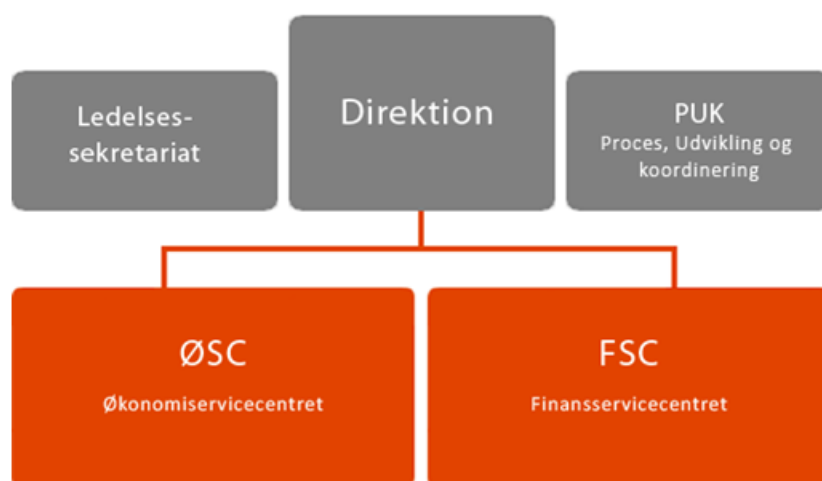 Ledelses-
sekretariat
Direktion
PUK
Proces, Udvikling og
koordinering
ØSC
Økonomiservicecentret
FSC
Finansservicecentret